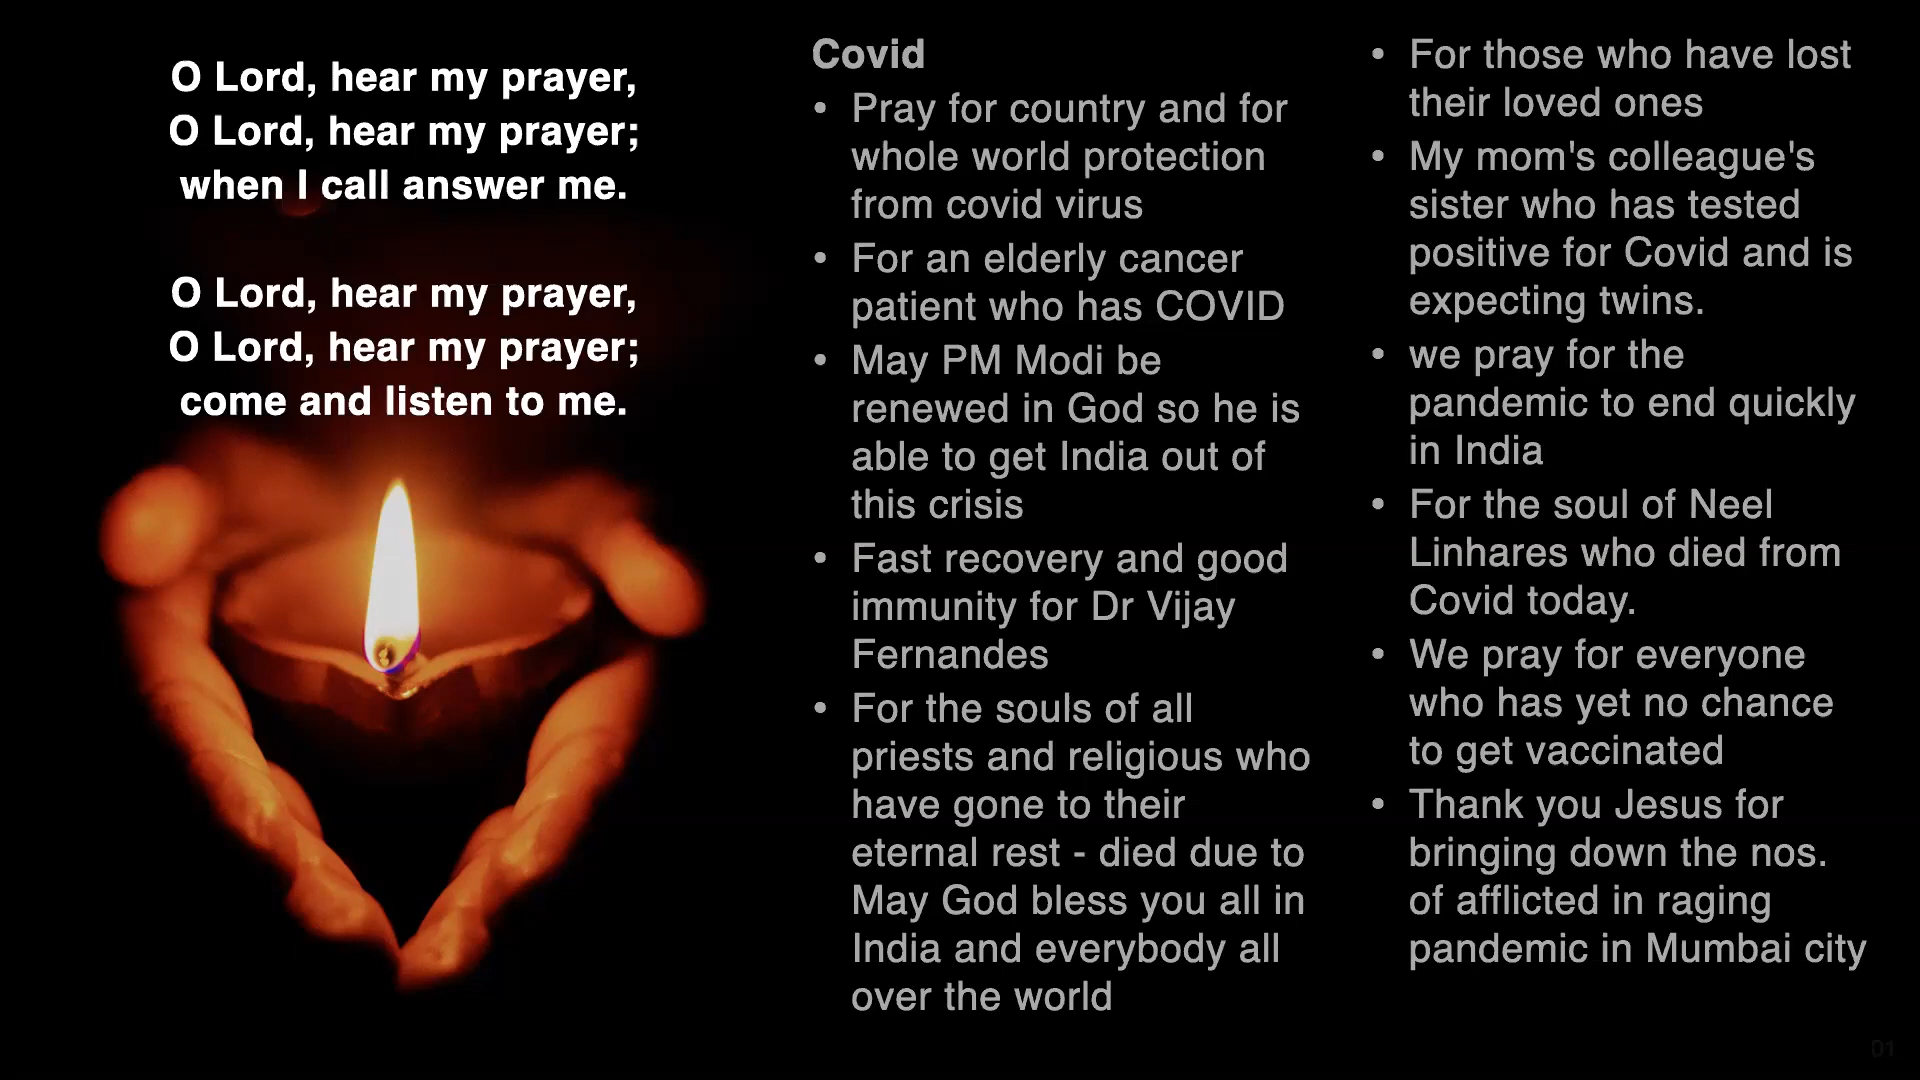 O Lord, hear my prayer,
O Lord, hear my prayer;
when I call answer me.
O Lord, hear my prayer,
O Lord, hear my prayer;
come and listen to me.
Covid
• Pray for country and for
whole world protection
from covid virus
• For an elderly cancer
patient who has COVID
• May PM Modi be
renewed in God so he is
able to get India out of
this crisis
• Fast recovery and good
immunity for Dr Vijay
Fernandes
• For the souls of all
priests and religious who
have gone to their
eternal rest - died due to
May God bless you all in
India and everybody all
over the world
• For those who have lost
their loved ones
• My mom's colleague's
sister who has tested
positive for Covid and is
expecting twins.
• we pray for the
pandemic to end quickly
in India
• For the soul of Neel
Linhares who died from
Covid today.
• We pray for everyone
who has yet no chance
to get vaccinated
• Thank you Jesus for
bringing down the nos.
of afflicted in raging
pandemic in Mumbai city
01